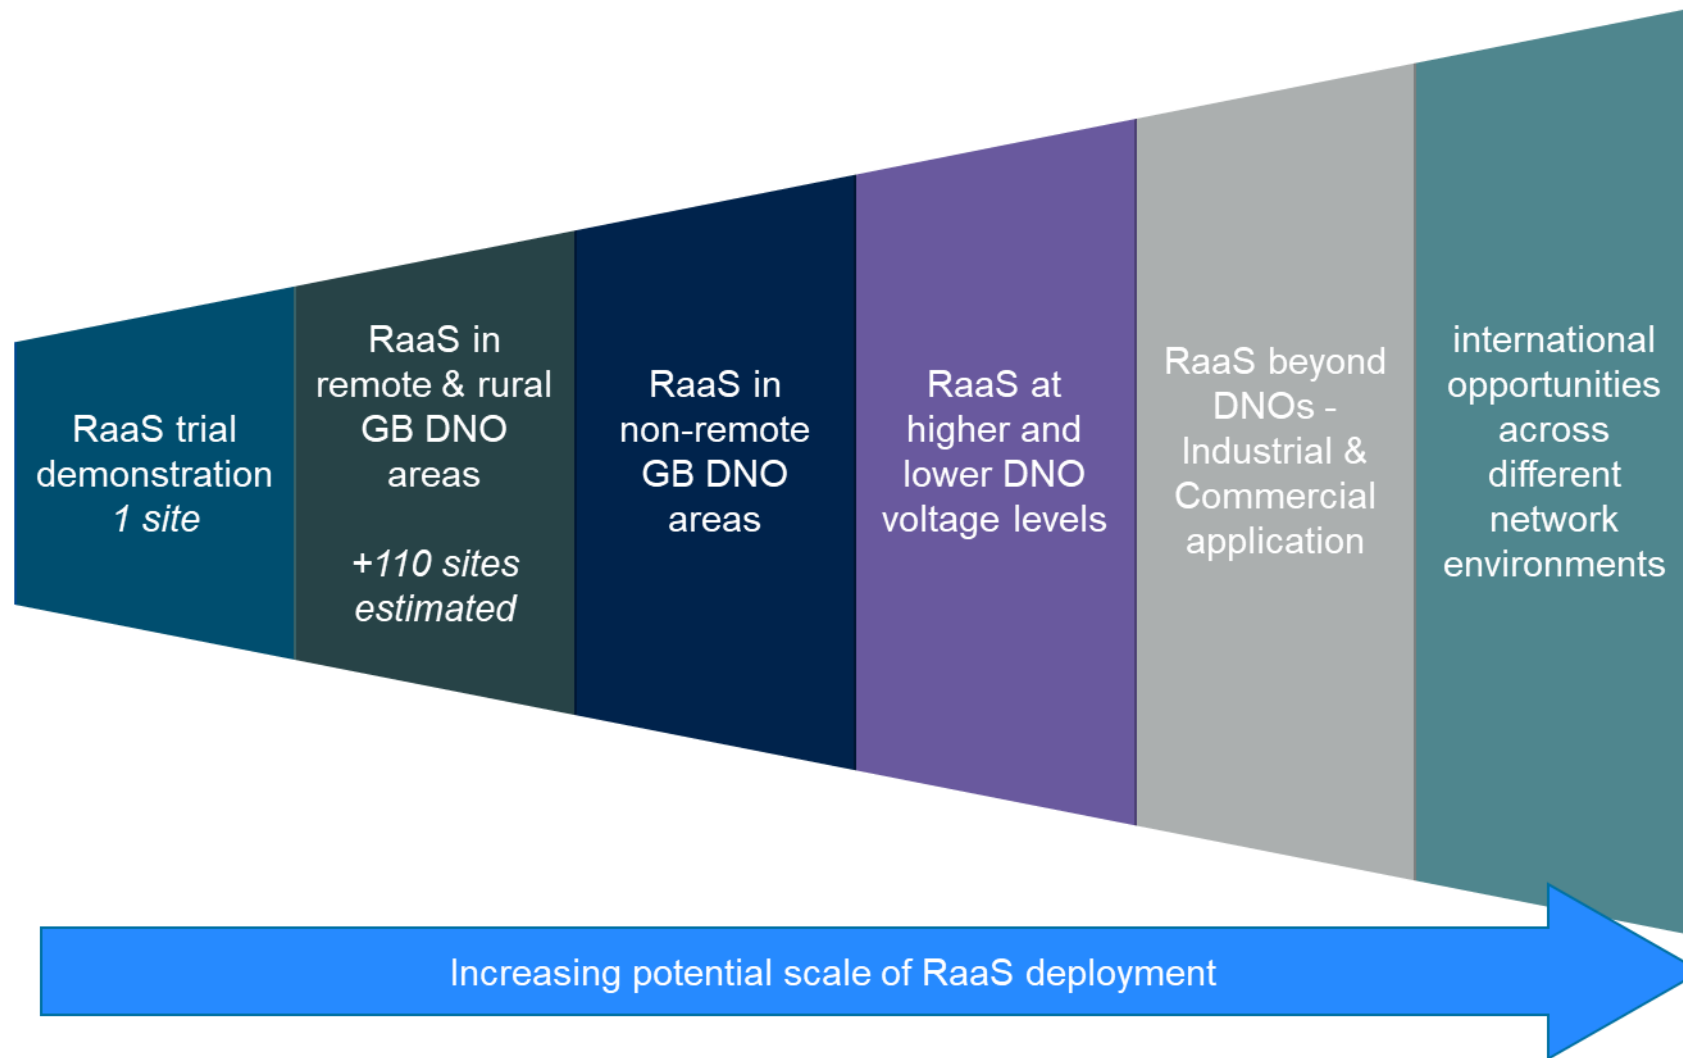 RaaS trial
demonstration
1 site
RaaS in
remote & rural
GB DNO
areas
+110 sites
estimated
RaaS in
non-remote
GB DNO
areas
RaaS at
higher and
lower DNO
voltage levels
RaaS beyond
DNOs -
Industrial &
Commercial
application
international
opportunities
across
different
network
environments
Increasing potential scale of RaaS deployment